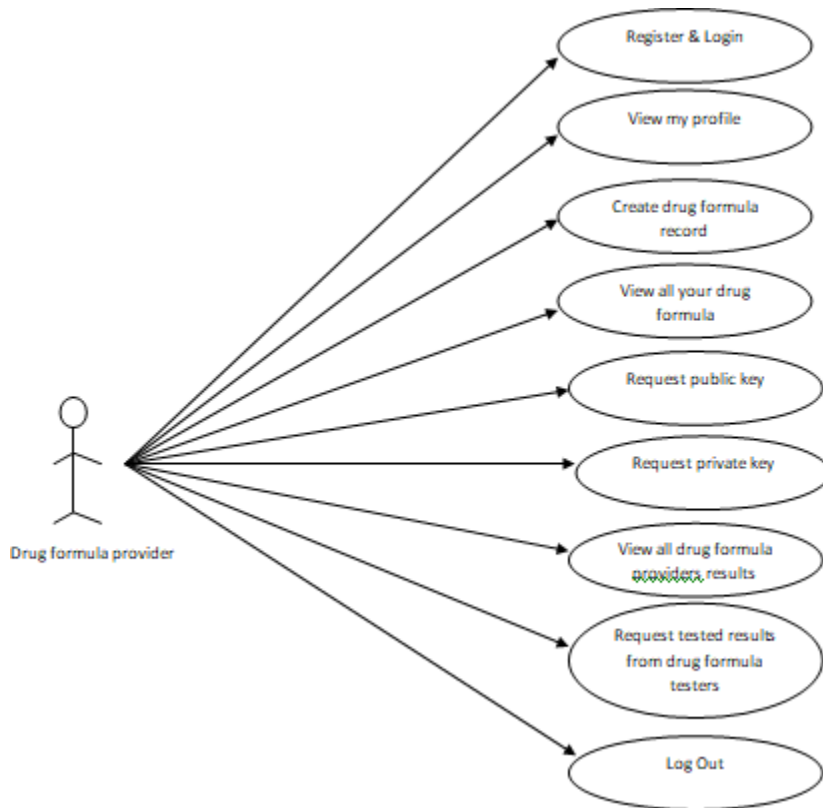 Register & Login
View my profile
Create drug formula
record
View all your drug
formula
Request public key
Request private key
Drug formula provider
View all drug formula
providers results
Request tested results
from drug formula
testers
Log Out